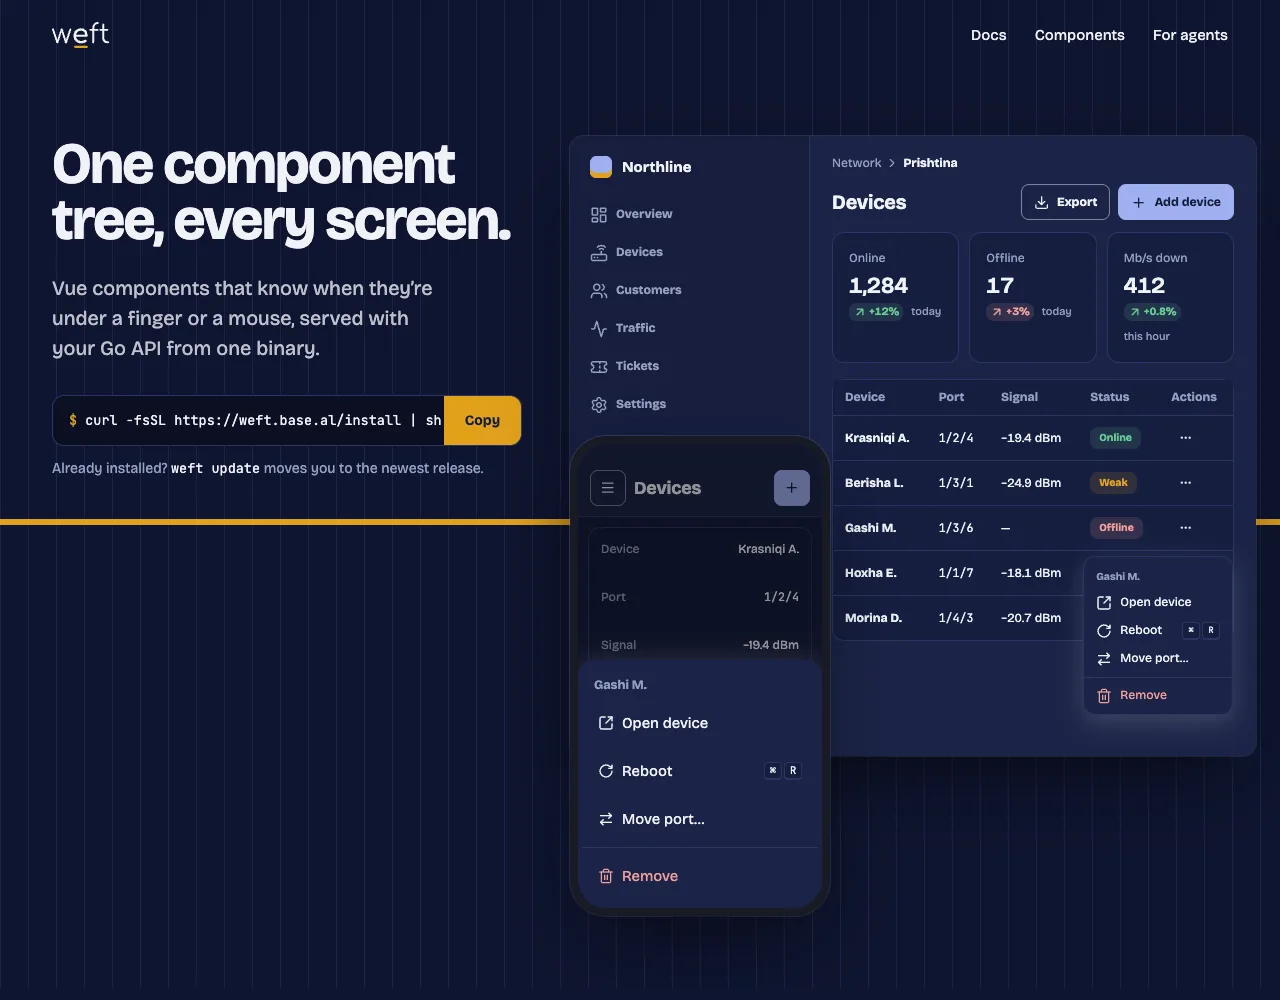 weft
Docs Components For agents
One component
tree, every screen.
Vue components that know when they're
under a finger or a mouse, served with
your Go API from one binary.
$ curl -fsSL https://weft.base.al/install | sh Copy
Already installed? weft update moves you to the newest release.
Northline
Overview
Devices
Customers
Traffic
Tickets
Settings
Network > Prishtina
Devices
Export
+ Add device
Online
1,284
+12% today
Offline
17
+3% today
Mb/s down
412
+0.8%
this hour
Device Port Signal Status Actions
Krasniqi A. 1/2/4 −19.4 dBm Online ···
Berisha L. 1/3/1 −24.9 dBm Weak ···
Gashi M. 1/3/6 — Offline ···
Hoxha E. 1/1/7 −18.1 dBm
Morina D. 1/4/3 −20.7 dBm
Gashi M.
Open device
Reboot ⌘ R
Move port…
Remove
Devices
+
Device Krasniqi A.
Port 1/2/4
Signal −19.4 dBm
Gashi M.
Open device
Reboot ⌘ R
Move port…
Remove